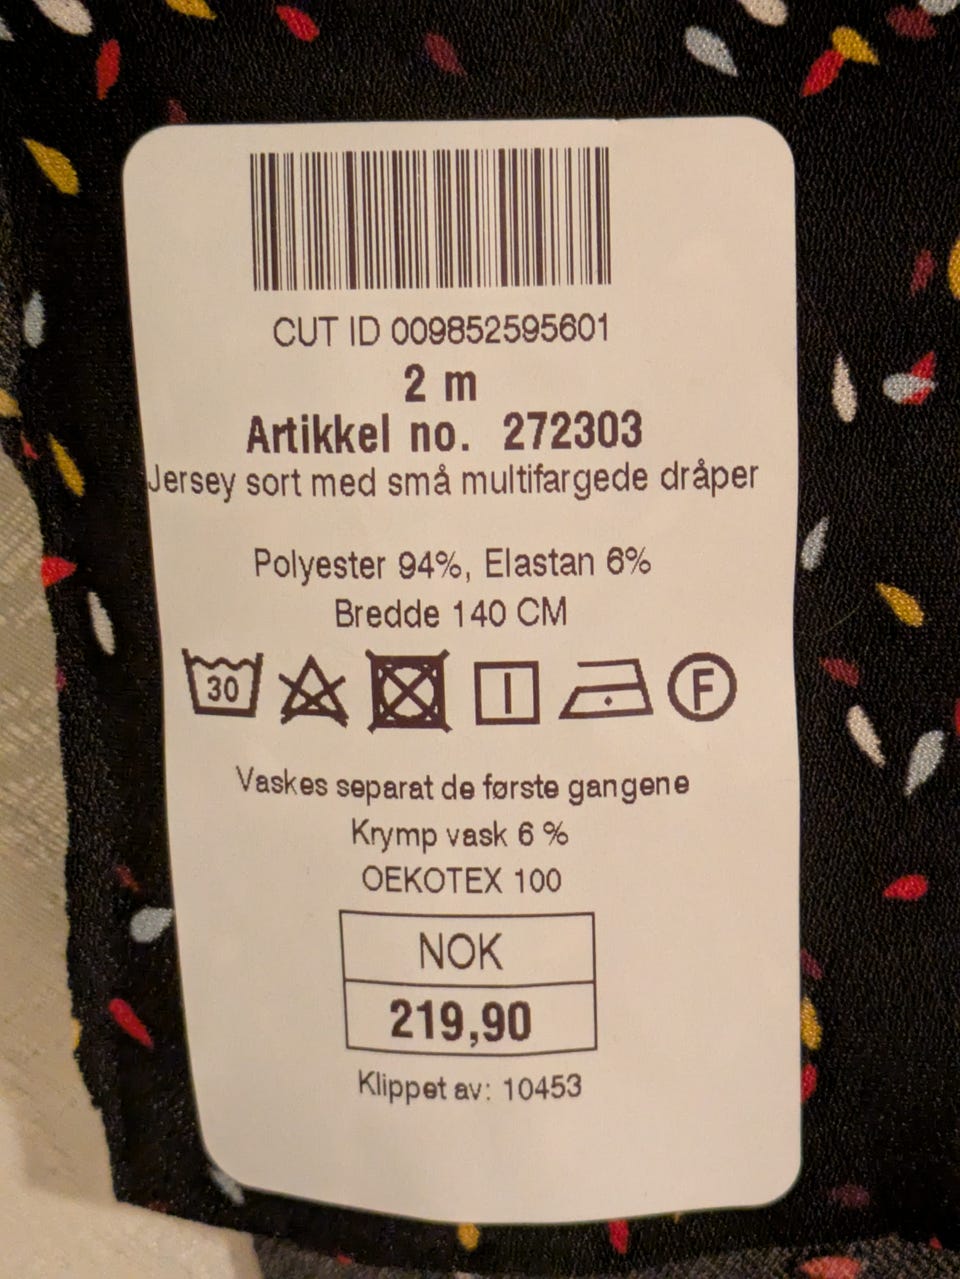 CUT ID 009852595601
2 m
Artikkel no. 272303
Jersey sort med små multifargede dråper
Polyester 94%, Elastan 6%
Bredde 140 CM
30 F
Vaskes separat de første gangene
Krymp vask 6 %
OEKOTEX 100
NOK
219,90
Klippet av: 10453